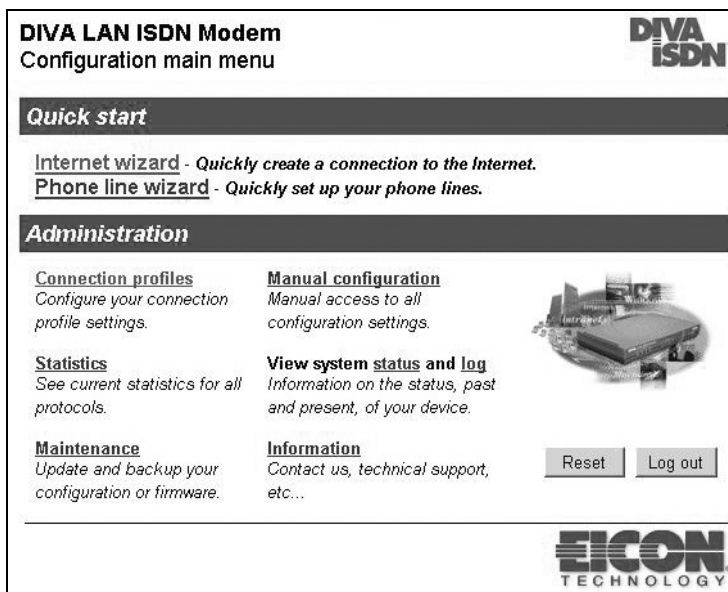 DIVA LAN ISDN Modem
Configuration main menu
DIVA
ISDN
Quick start
Internet wizard - Quickly create a connection to the Internet.
Phone line wizard - Quickly set up your phone lines.
Administration
Connection profiles
Configure your connection
profile settings.
Manual configuration
Manual access to all
configuration settings.
Statistics
See current statistics for all
protocols.
View system status and log
Information on the status, past
and present, of your device.
Maintenance
Update and backup your
configuration or firmware.
Information
Contact us, technical support,
etc...
Intranets
Windows
Reset
Log out
EICON
TECHNOLOGY